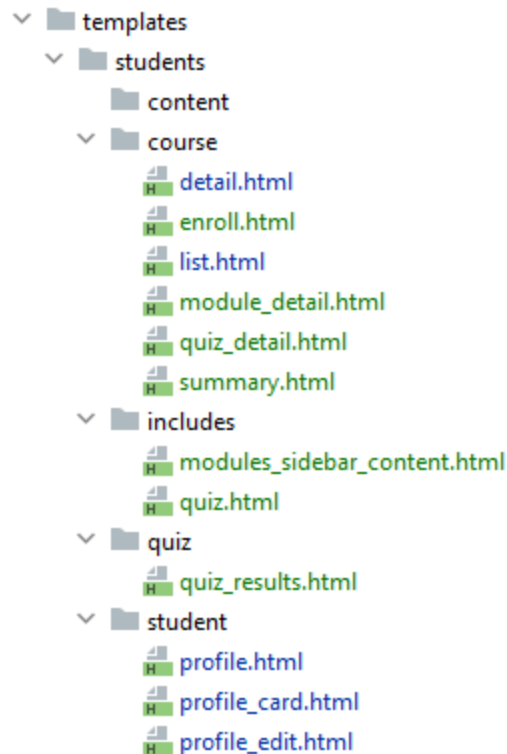 templates
students
content
course
detail.html
enroll.html
list.html
module_detail.html
quiz_detail.html
summary.html
includes
modules_sidebar_content.html
quiz.html
quiz
quiz_results.html
student
profile.html
profile_card.html
profile_edit.html